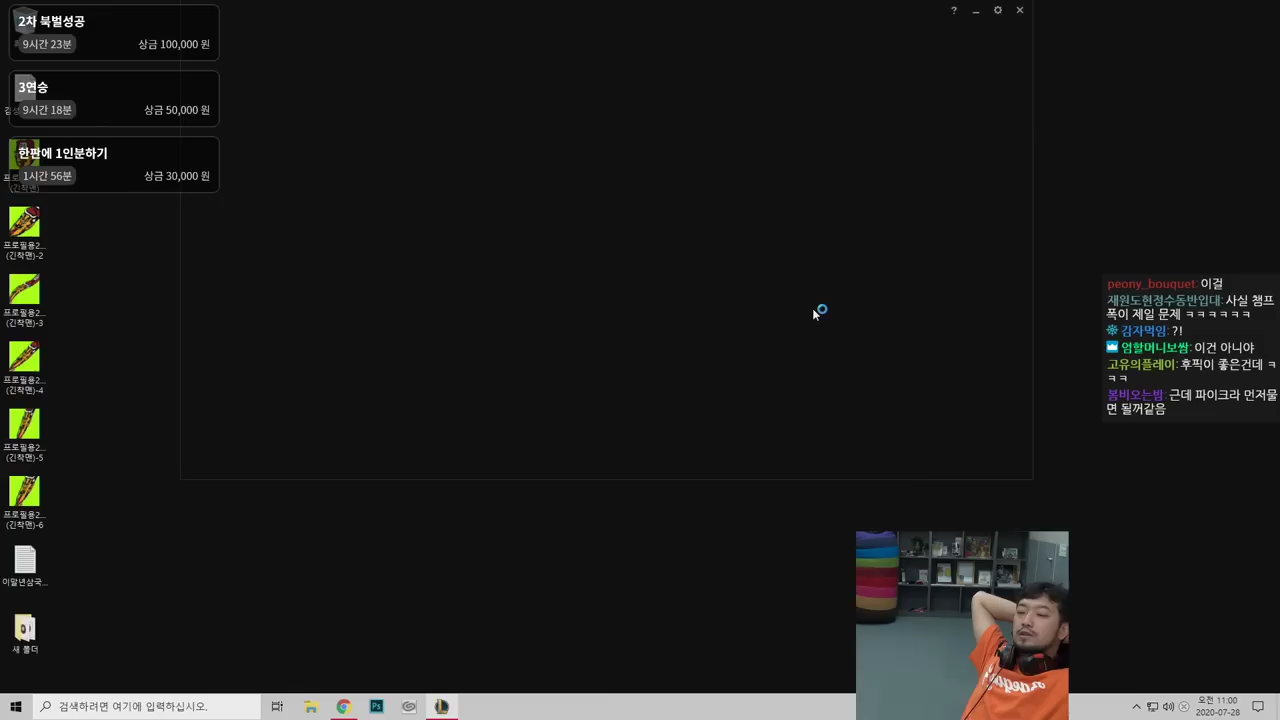 2차 북벌성공
9시간 23분
상금 100,000 원
3연승
9시간 18분
상금 50,000 원
한판에 1인분하기
1시간 56분
상금 30,000 원
(긴착맨)
프로필용2...
(긴착맨)-2
프로필용2...
(긴착맨)-3
프로필용2...
(긴착맨)-4
프로필용2...
(긴착맨)-5
프로필용2...
(긴착맨)-6
이말년삼국...
새 폴더
peony_bouquet: 이걸
재원도현정수동반입대: 사실 챔프
폭이 제일 문제 ㅋㅋㅋㅋㅋㅋ
감자먹임: ?!
엄할머니보쌈: 이건 아니야
고유의플레이: 후픽이 좋은건데 ㅋ
ㅋㅋ
봄비오는밤: 근데 파이크라 먼저물
면 될꺼같음
검색하려면 여기에 입력하십시오.
Ps
오전 11:00
2020-07-28